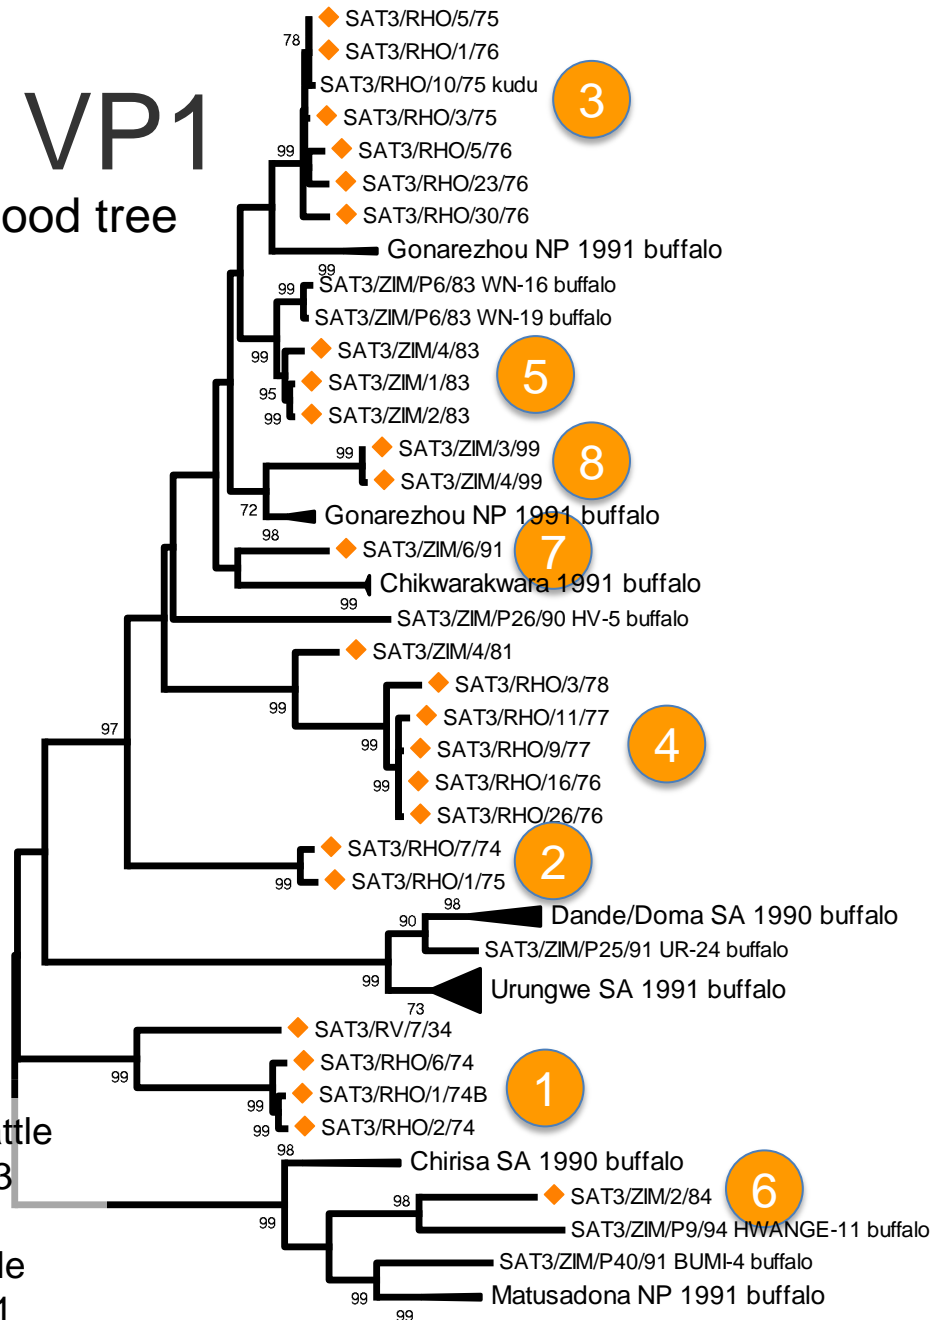 SAT3/RHO/5/75
78
SAT3/RHO/1/76
SAT3/RHO/10/75 kudu
3
VP1
SAT3/RHO/3/75
99
SAT3/RHO/5/76
SAT3/RHO/23/76
ood tree
SAT3/RHO/30/76
Gonarezhou NP 1991 buffalo
99
99
SAT3/ZIM/P6/83 WN-16 buffalo
SAT3/ZIM/P6/83 WN-19 buffalo
99
SAT3/ZIM/4/83
5
95
SAT3/ZIM/1/83
99
SAT3/ZIM/2/83
99
SAT3/ZIM/3/99
8
SAT3/ZIM/4/99
72
Gonarezhou NP 1991 buffalo
98
SAT3/ZIM/6/91
7
Chikwarakwara 1991 buffalo
99
SAT3/ZIM/P26/90 HV-5 buffalo
SAT3/ZIM/4/81
99
SAT3/RHO/3/78
SAT3/RHO/11/77
97
99
SAT3/RHO/9/77
4
99
SAT3/RHO/16/76
SAT3/RHO/26/76
SAT3/RHO/7/74
2
99
SAT3/RHO/1/75
98
Dande/Doma SA 1990 buffalo
90
SAT3/ZIM/P25/91 UR-24 buffalo
99
Urungwe SA 1991 buffalo
73
SAT3/RV/7/34
99
SAT3/RHO/6/74
1
99
SAT3/RHO/1/74B
99
SAT3/RHO/2/74
ttle
98
Chirisa SA 1990 buffalo
3
98
SAT3/ZIM/2/84
6
99
SAT3/ZIM/P9/94 HWANGE-11 buffalo
le
SAT3/ZIM/P40/91 BUMI-4 buffalo
99
Matusadona NP 1991 buffalo
1
99